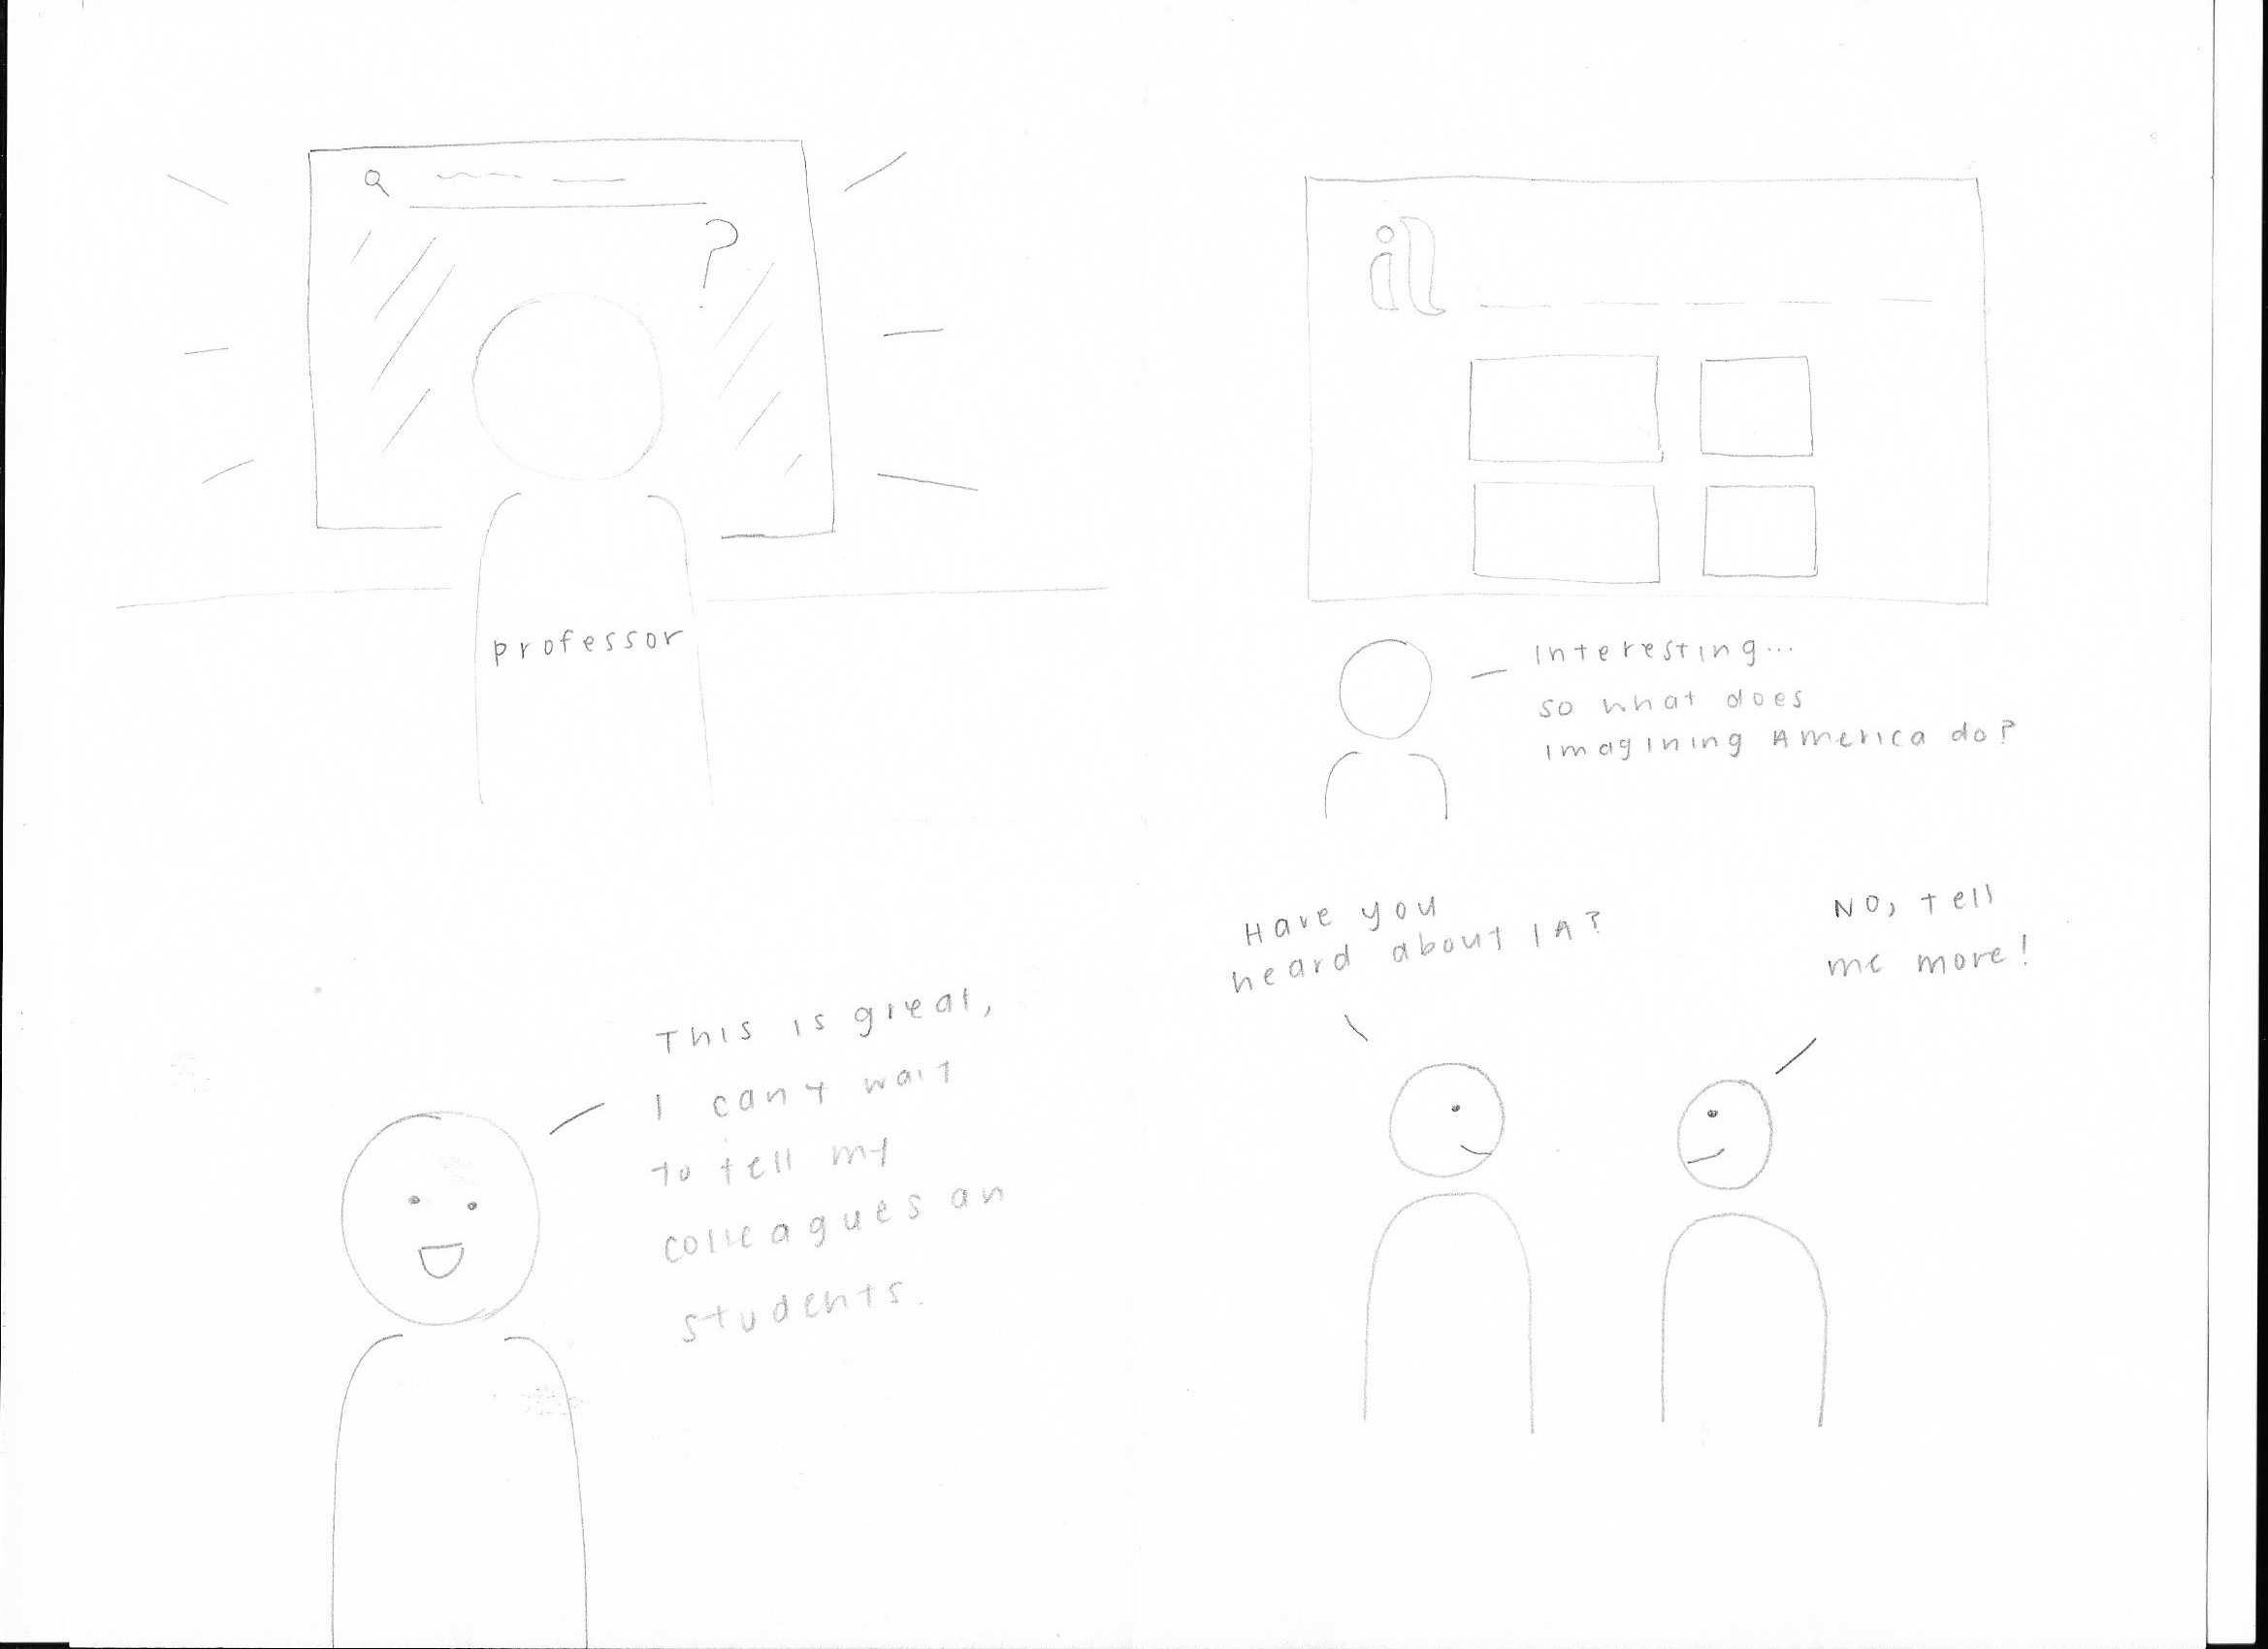 ?
professor
il
Interesting...
so what does
imagining America do?
This is great,
I can't wait
to tell my
colleagues an
students.
Have you
heard about IA?
NO, tell
me more!